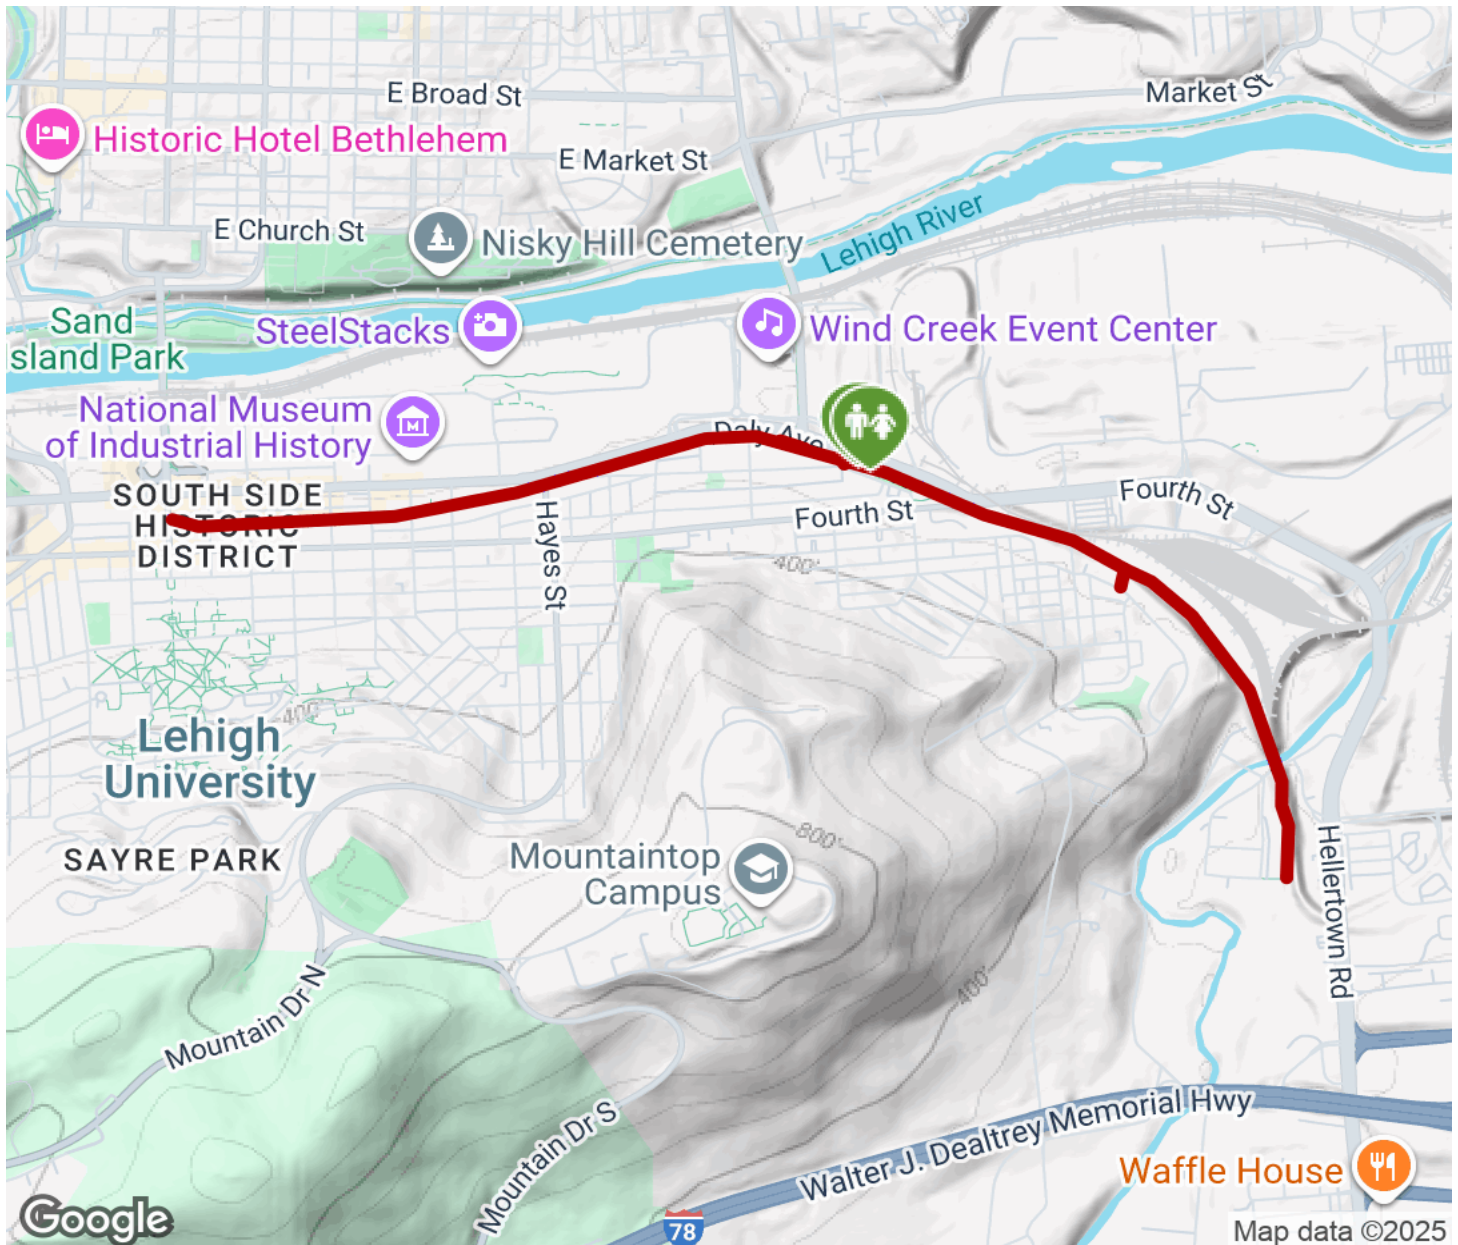 E Broad St
Market St
Historic Hotel Bethlehem
E Market St
E Church St
Nisky Hill Cemetery
Lehigh River
Sand
sland Park
SteelStacks
Wind Creek Event Center
National Museum
of Industrial History
Daly Ave
SOUTH SIDE
HISTORIC
DISTRICT
Hayes St
Fourth St
Fourth St
400'
400'
Lehigh
University
SAYRE PARK
Mountaintop
Campus
800'
400'
Hellertown Rd
Mountain Dr N
Mountain Dr S
Walter J. Dealtrey Memorial Hwy
Waffle House
78
Google
Map data ©2025